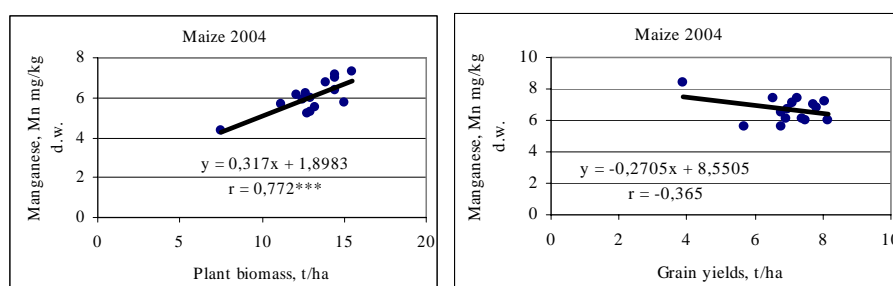 Maize 2004
8
6
4
2
0
Manganese, Mn mg/kg
d.w.
y = 0,317x + 1,8983
r = 0,772***
0 5 10 15 20
Plant biomass, t/ha
Maize 2004
10
8
6
4
2
0
Manganese, Mn mg/kg
d.w.
y = -0,2705x + 8,5505
r = -0,365
0 2 4 6 8 10
Grain yields, t/ha